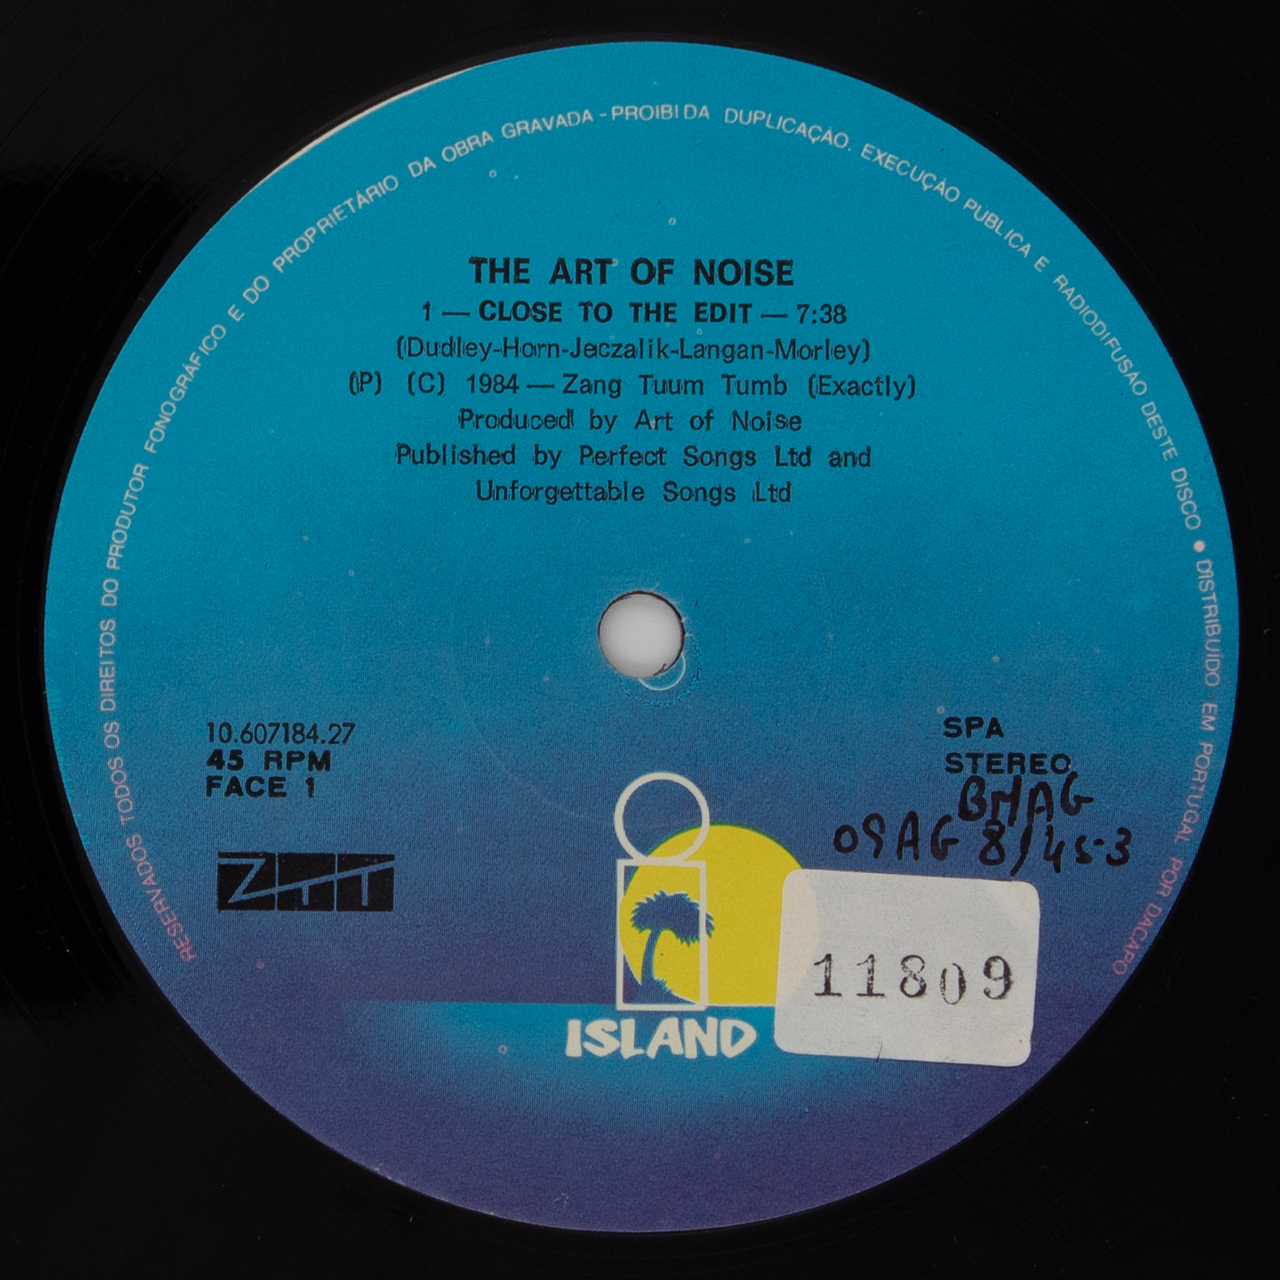 RESERVADOS TODOS OS DIREITOS DO PRODUTOR FONOGRÁFICO E DO PROPRIETÁRIO DA OBRA GRAVADA - PROIBIDA DUPLICAÇÃO, EXECUÇÃO PUBLICA E RADIODIFUSÃO DESTE DISCO • DISTRIBUÍDO EM PORTUGAL POR DACAPO
THE ART OF NOISE
1 — CLOSE TO THE EDIT — 7:38
(Dudley-Horn-Jeczalik-Langan-Morley)
(P) (C) 1984 — Zang Tuum Tumb (Exactly)
Produced by Art of Noise
Published by Perfect Songs Ltd and
Unforgettable Songs Ltd
10.607184.27
45 RPM
FACE 1
SPA
STEREO
ZTT
ISLAND
11809